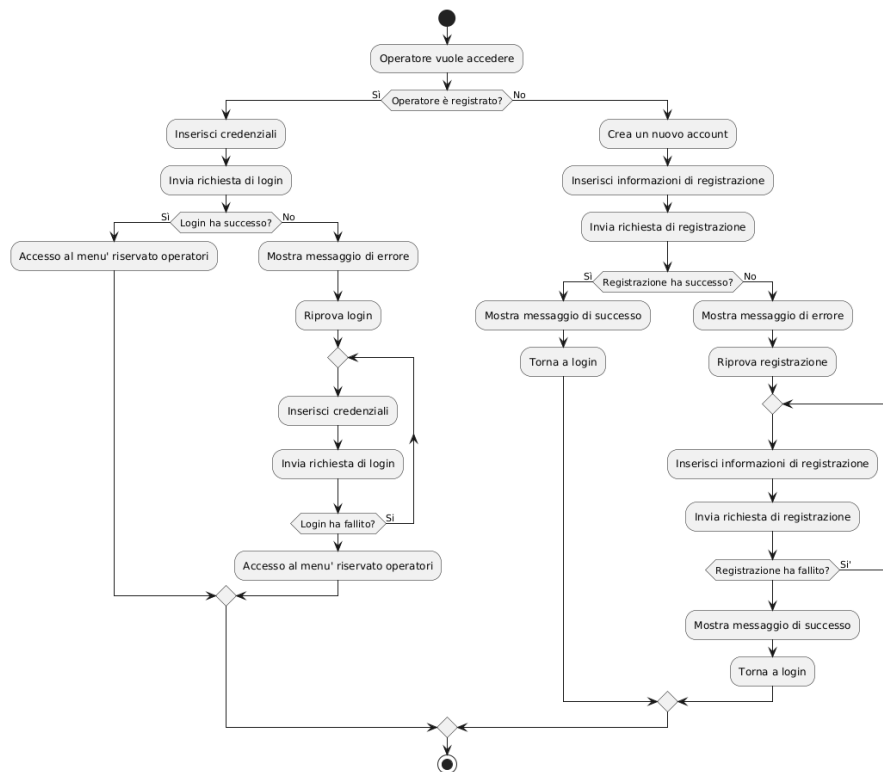 Operatore vuole accedere
Sì
Operatore è registrato?
No
Inserisci credenziali
Invia richiesta di login
Sì
Login ha successo?
No
Accesso al menu' riservato operatori
Mostra messaggio di errore
Riprova login
Inserisci credenziali
Invia richiesta di login
Login ha fallito?
Si
Accesso al menu' riservato operatori
Crea un nuovo account
Inserisci informazioni di registrazione
Invia richiesta di registrazione
Sì
Registrazione ha successo?
No
Mostra messaggio di successo
Torna a login
Mostra messaggio di errore
Riprova registrazione
Inserisci informazioni di registrazione
Invia richiesta di registrazione
Registrazione ha fallito?
Si'
Mostra messaggio di successo
Torna a login